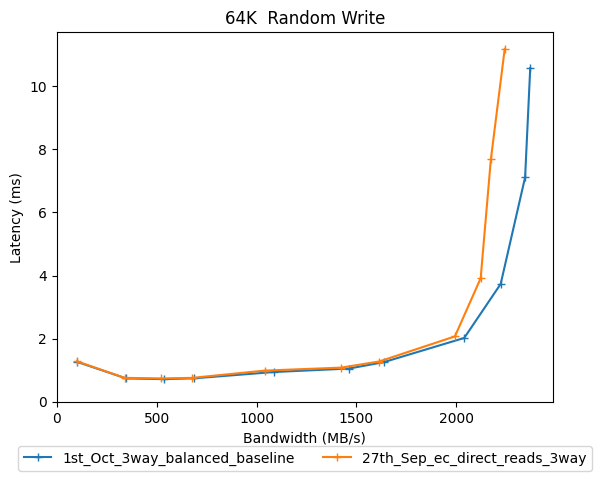 64K  Random Write
Latency (ms)
10
8
6
4
2
0
0 500 1000 1500 2000
Bandwidth (MB/s)
1st_Oct_3way_balanced_baseline 27th_Sep_ec_direct_reads_3way